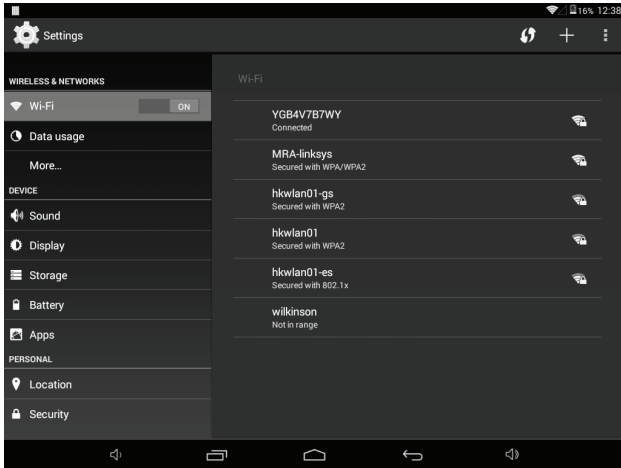 16% 12:38
Settings
WIRELESS & NETWORKS
Wi-Fi ON
Data usage
More...
DEVICE
Sound
Display
Storage
Battery
Apps
PERSONAL
Location
Security
Wi-Fi
YGB4V7B7WY
Connected
MRA-linksys
Secured with WPA/WPA2
hkwlan01-gs
Secured with WPA2
hkwlan01
Secured with WPA2
hkwlan01-es
Secured with 802.1x
wilkinson
Not in range